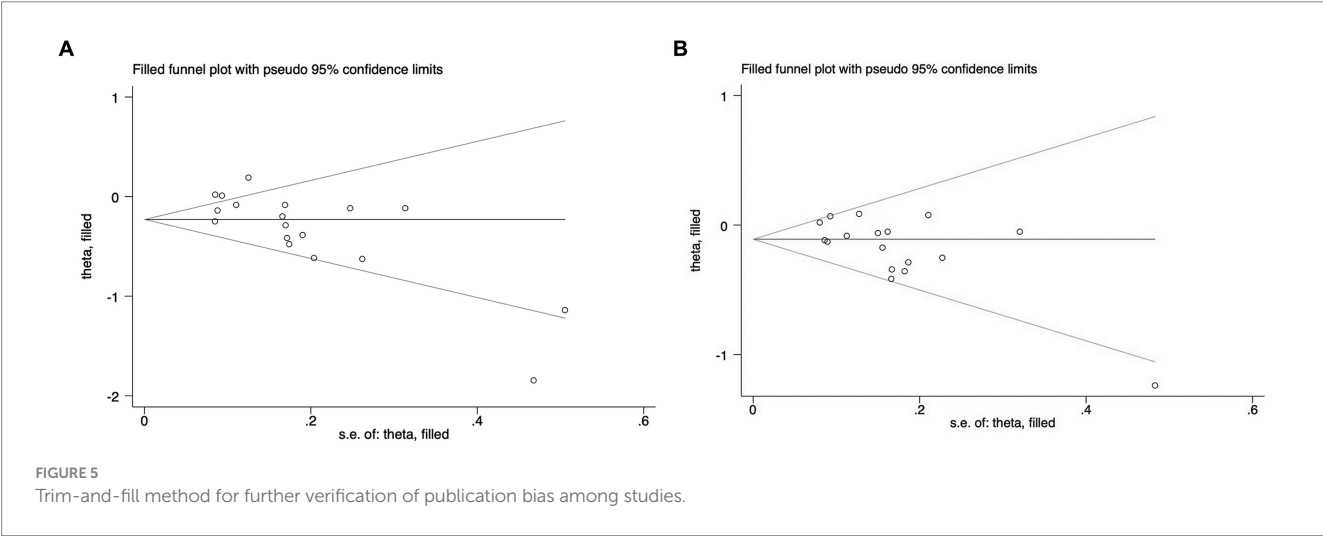 A
Filled funnel plot with pseudo 95% confidence limits
1
0
-1
-2
theta, filled
0
.2
.4
.6
s.e. of: theta, filled
B
Filled funnel plot with pseudo 95% confidence limits
1
0
-1
theta, filled
0
.2
.4
.6
s.e. of: theta, filled
FIGURE 5
Trim-and-fill method for further verification of publication bias among studies.